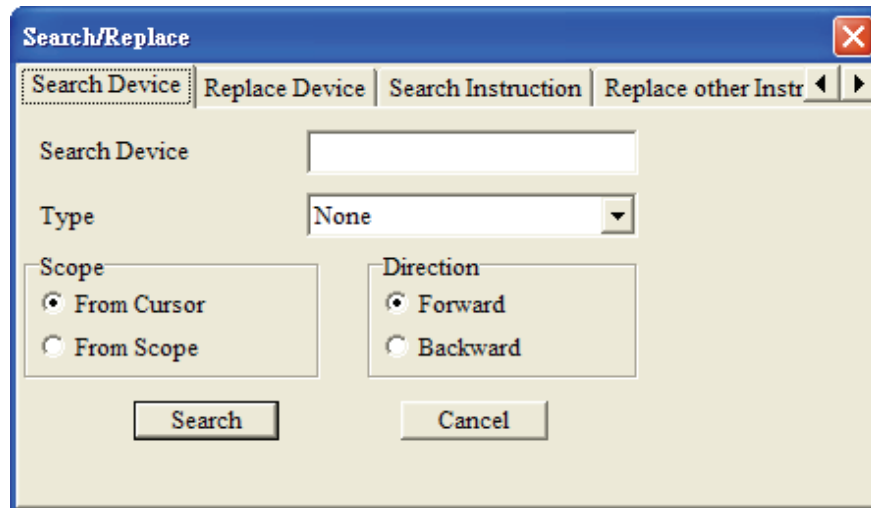 Search/Replace
Search Device Replace Device Search Instruction Replace other Instr
Search Device
Type None
Scope Direction
From Cursor Forward
From Scope Backward
Search Cancel